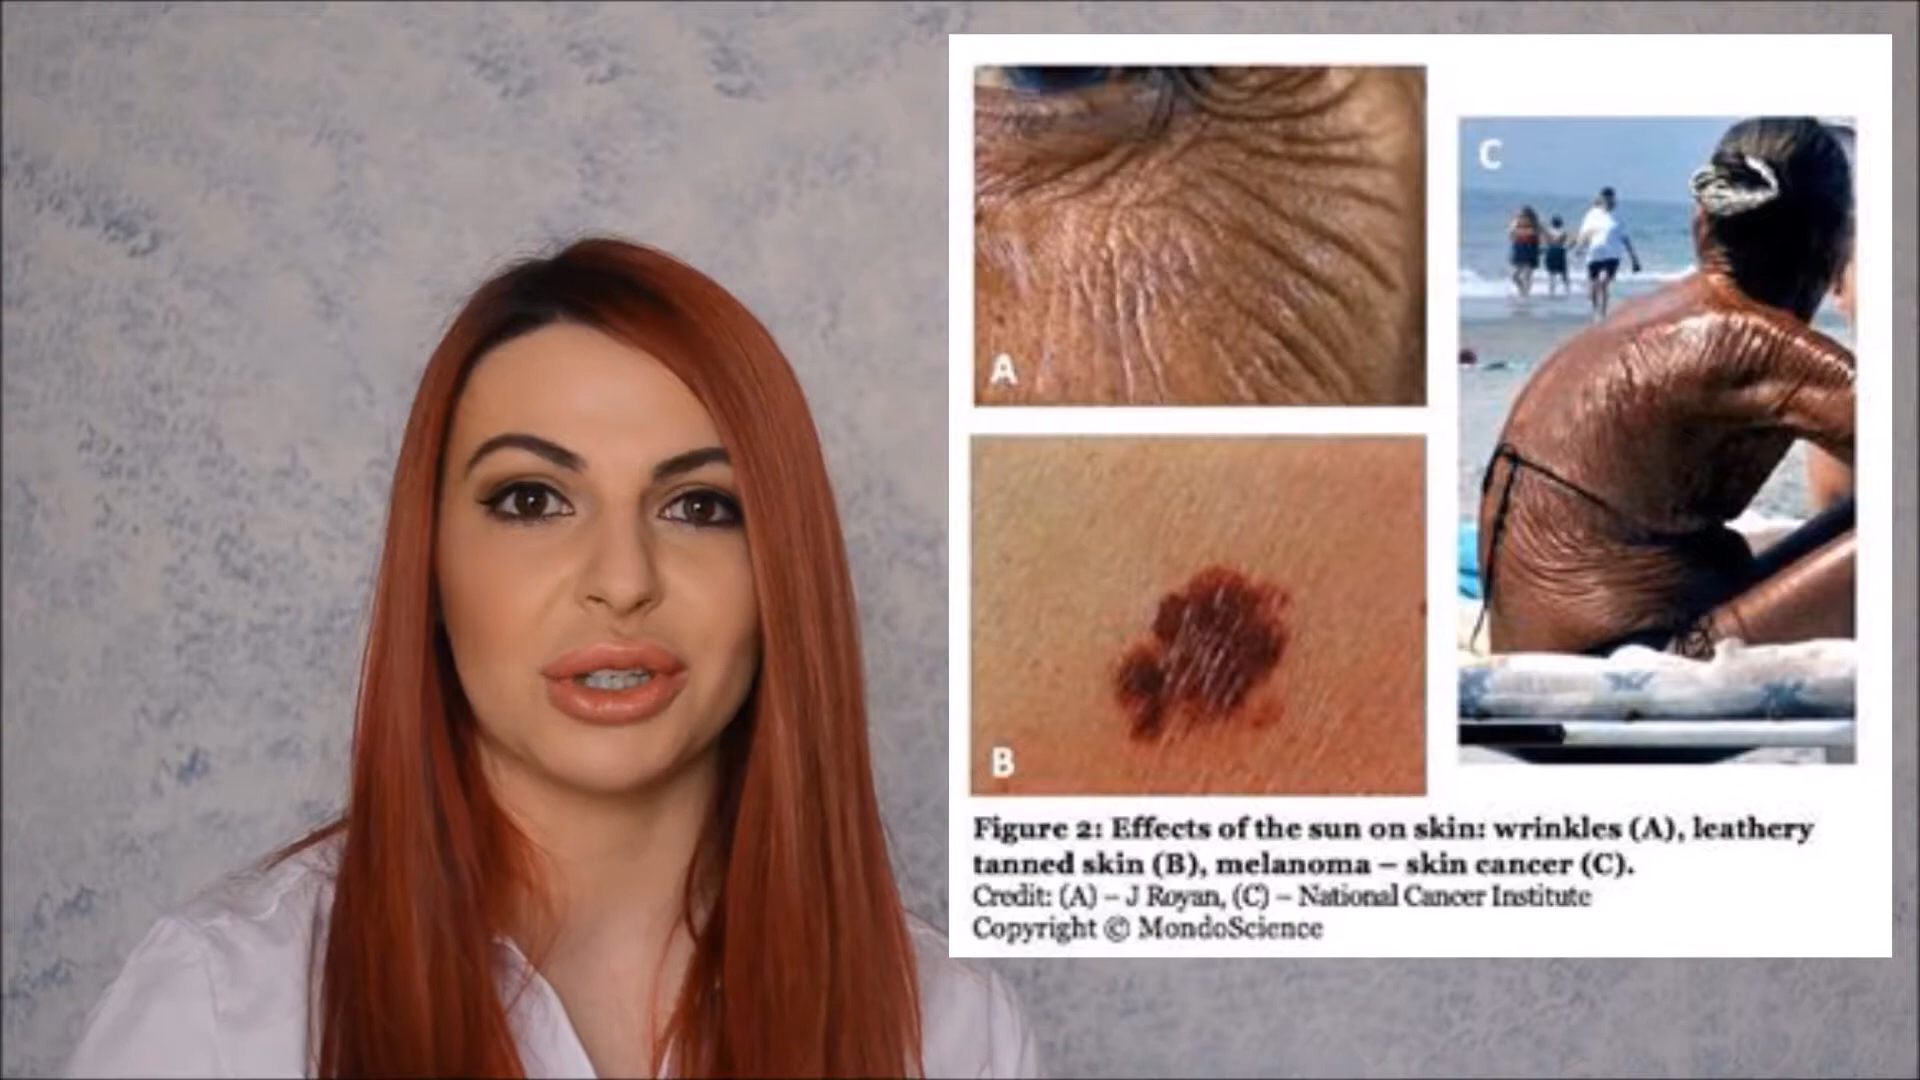 A
C
B
Figure 2: Effects of the sun on skin: wrinkles (A), leathery
tanned skin (B), melanoma – skin cancer (C).
Credit: (A) – J Royan, (C) – National Cancer Institute
Copyright © MondoScience